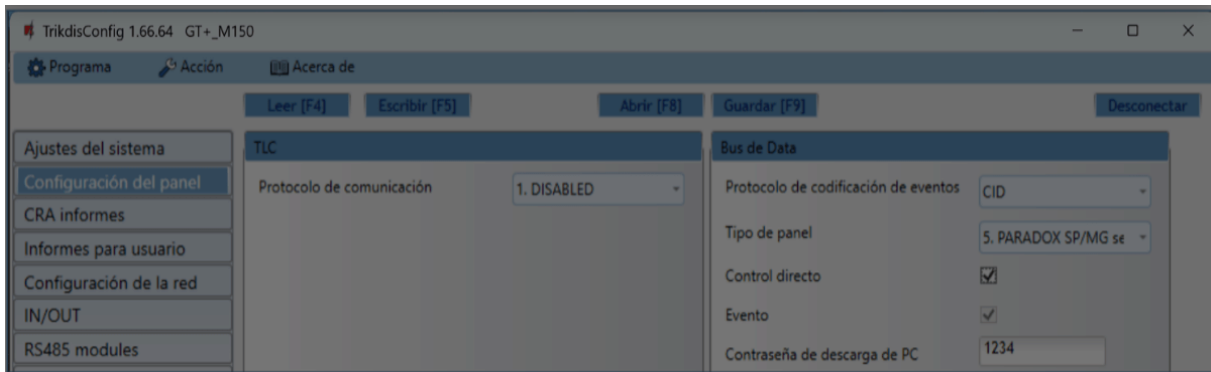 TrikdisConfig 1.66.64 GT+_M150
Programa Acción Acerca de
Leer [F4] Escribir [F5] Abrir [F8] Guardar [F9] Desconectar
Ajustes del sistema
Configuración del panel
CRA informes
Informes para usuario
Configuración de la red
IN/OUT
RS485 modules
TLC
Protocolo de comunicación 1. DISABLED
Bus de Data
Protocolo de codificación de eventos CID
Tipo de panel 5. PARADOX SP/MG se
Control directo
Evento
Contraseña de descarga de PC 1234